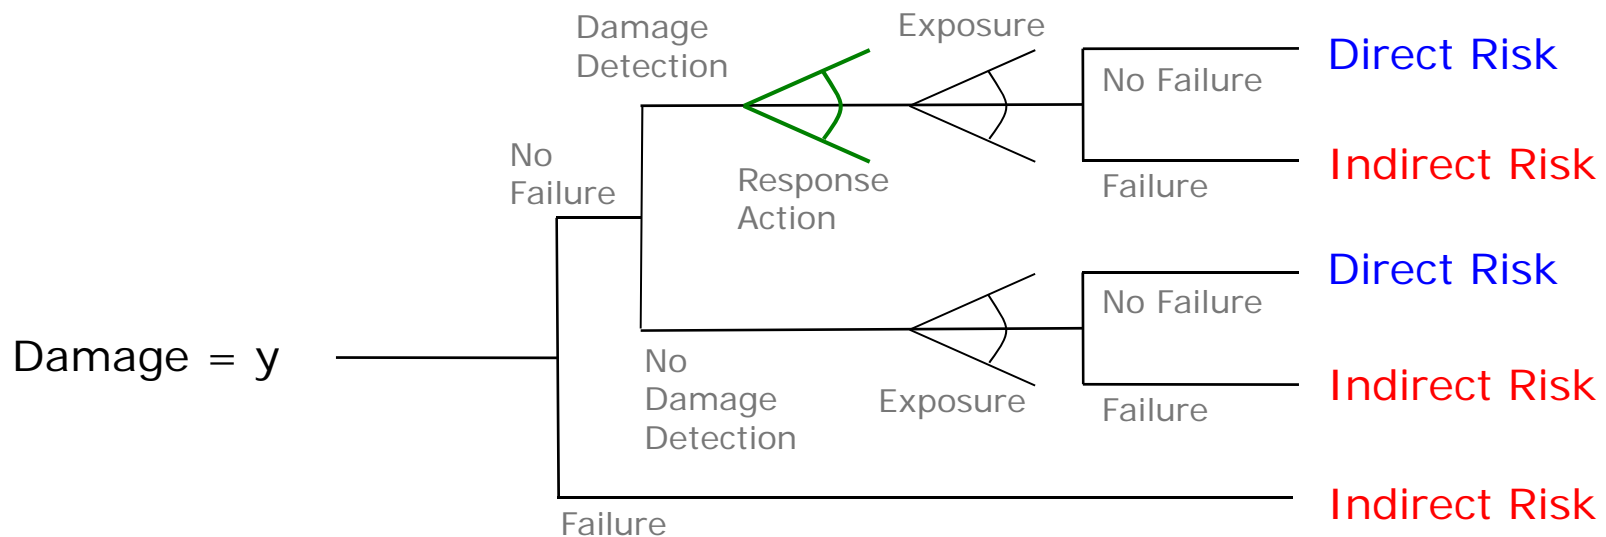 Damage
Detection
Exposure
Direct Risk
No Failure
No
Failure
Response
Action
Indirect Risk
Failure
Direct Risk
No Failure
Damage = y
No
Damage
Detection
Exposure
Indirect Risk
Failure
Indirect Risk
Failure